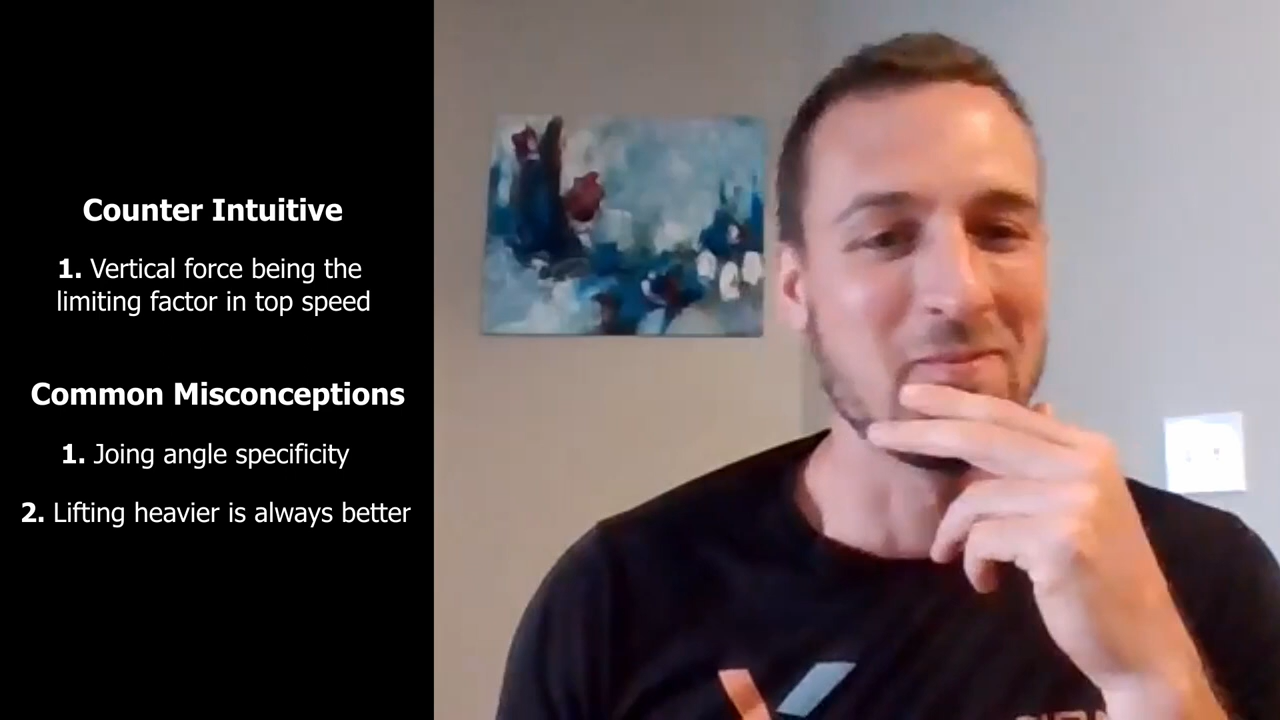 Counter Intuitive
1. Vertical force being the
limiting factor in top speed
Common Misconceptions
1. Joing angle specificity
2. Lifting heavier is always better